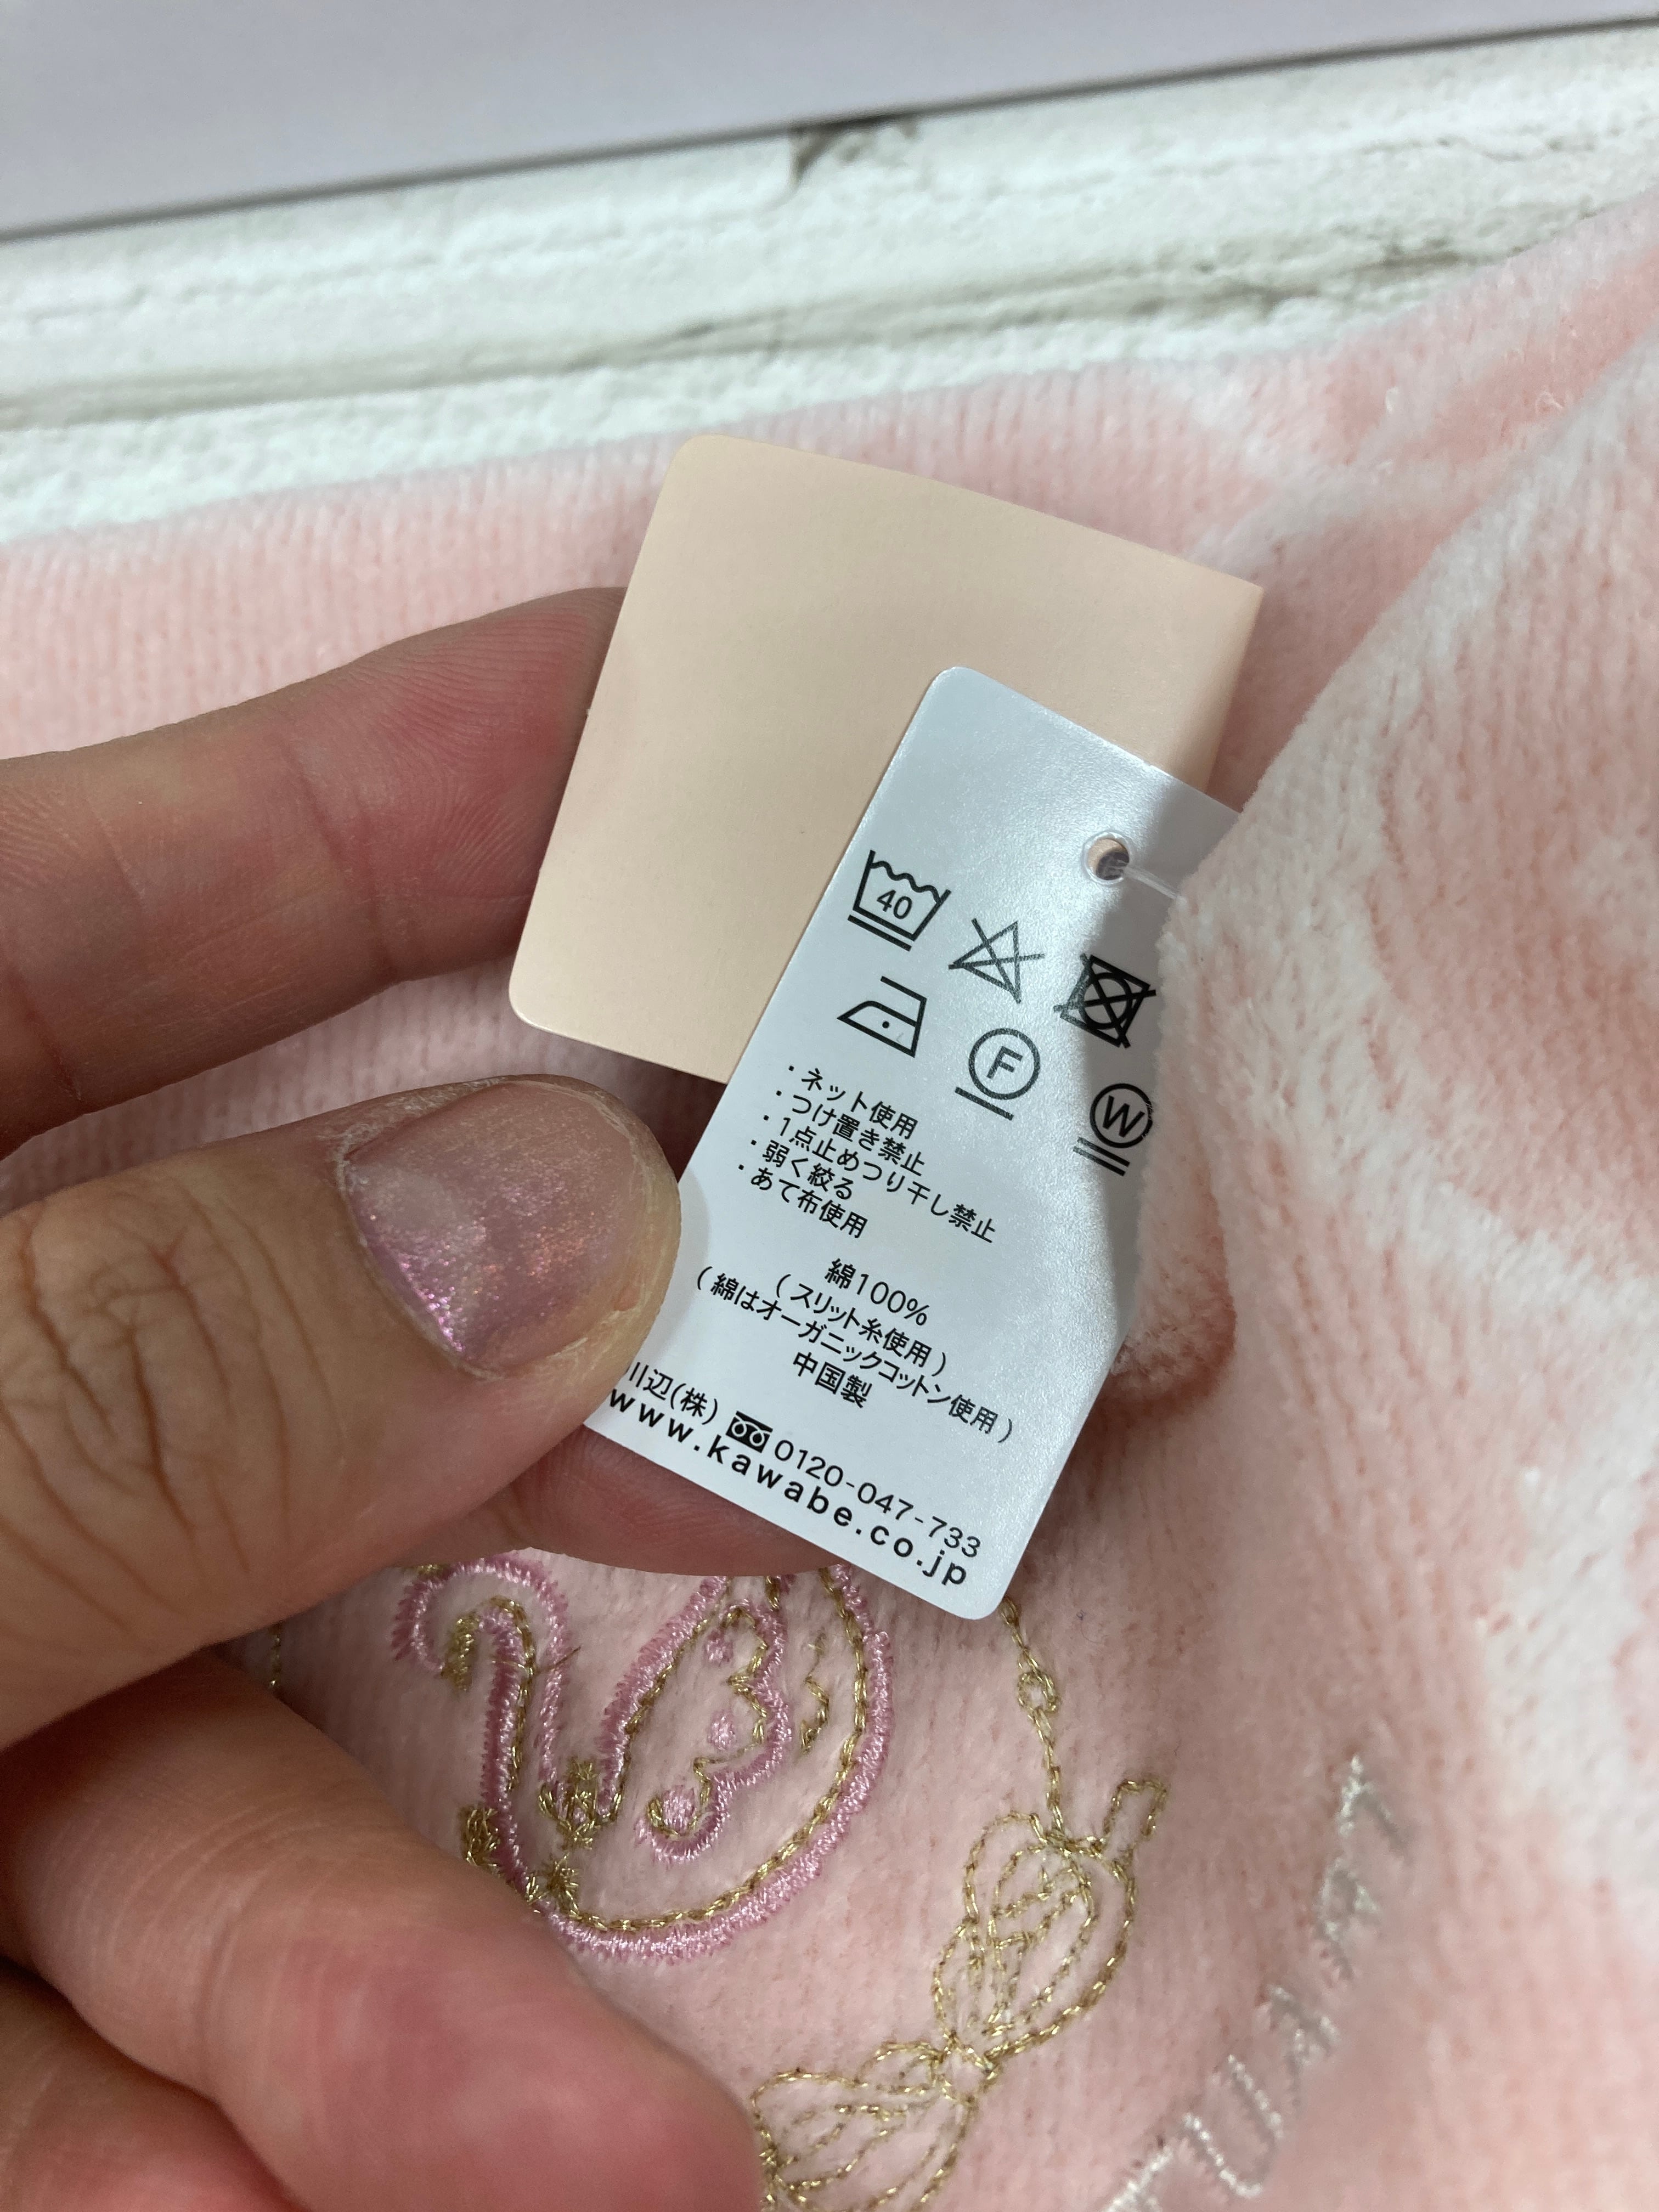 40
F
W
・ネット使用
・つけ置き禁止
・1点止めつり干し禁止
・弱く絞る
・あて布使用
綿100%
(スリット糸使用)
(綿はオーガニックコットン使用)
中国製
川辺(株) 0120-047-733
www.kawabe.co.jp